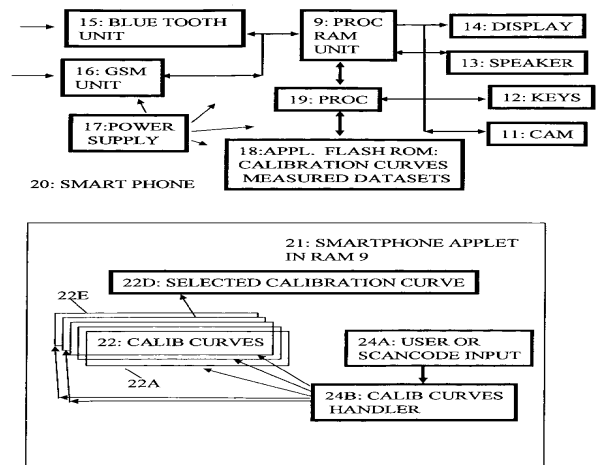 15: BLUE TOOTH
UNIT
9: PROC
RAM
UNIT
14: DISPLAY
13: SPEAKER
16: GSM
UNIT
19: PROC
12: KEYS
17:POWER
SUPPLY
11: CAM
18:APPL. FLASH ROM:
CALIBRATION CURVES
MEASURED DATASETS
20: SMART PHONE
21: SMARTPHONE APPLET
IN RAM 9
22D: SELECTED CALIBRATION CURVE
22E
22: CALIB CURVES
24A: USER OR
SCANCODE INPUT
22A
24B: CALIB CURVES
HANDLER